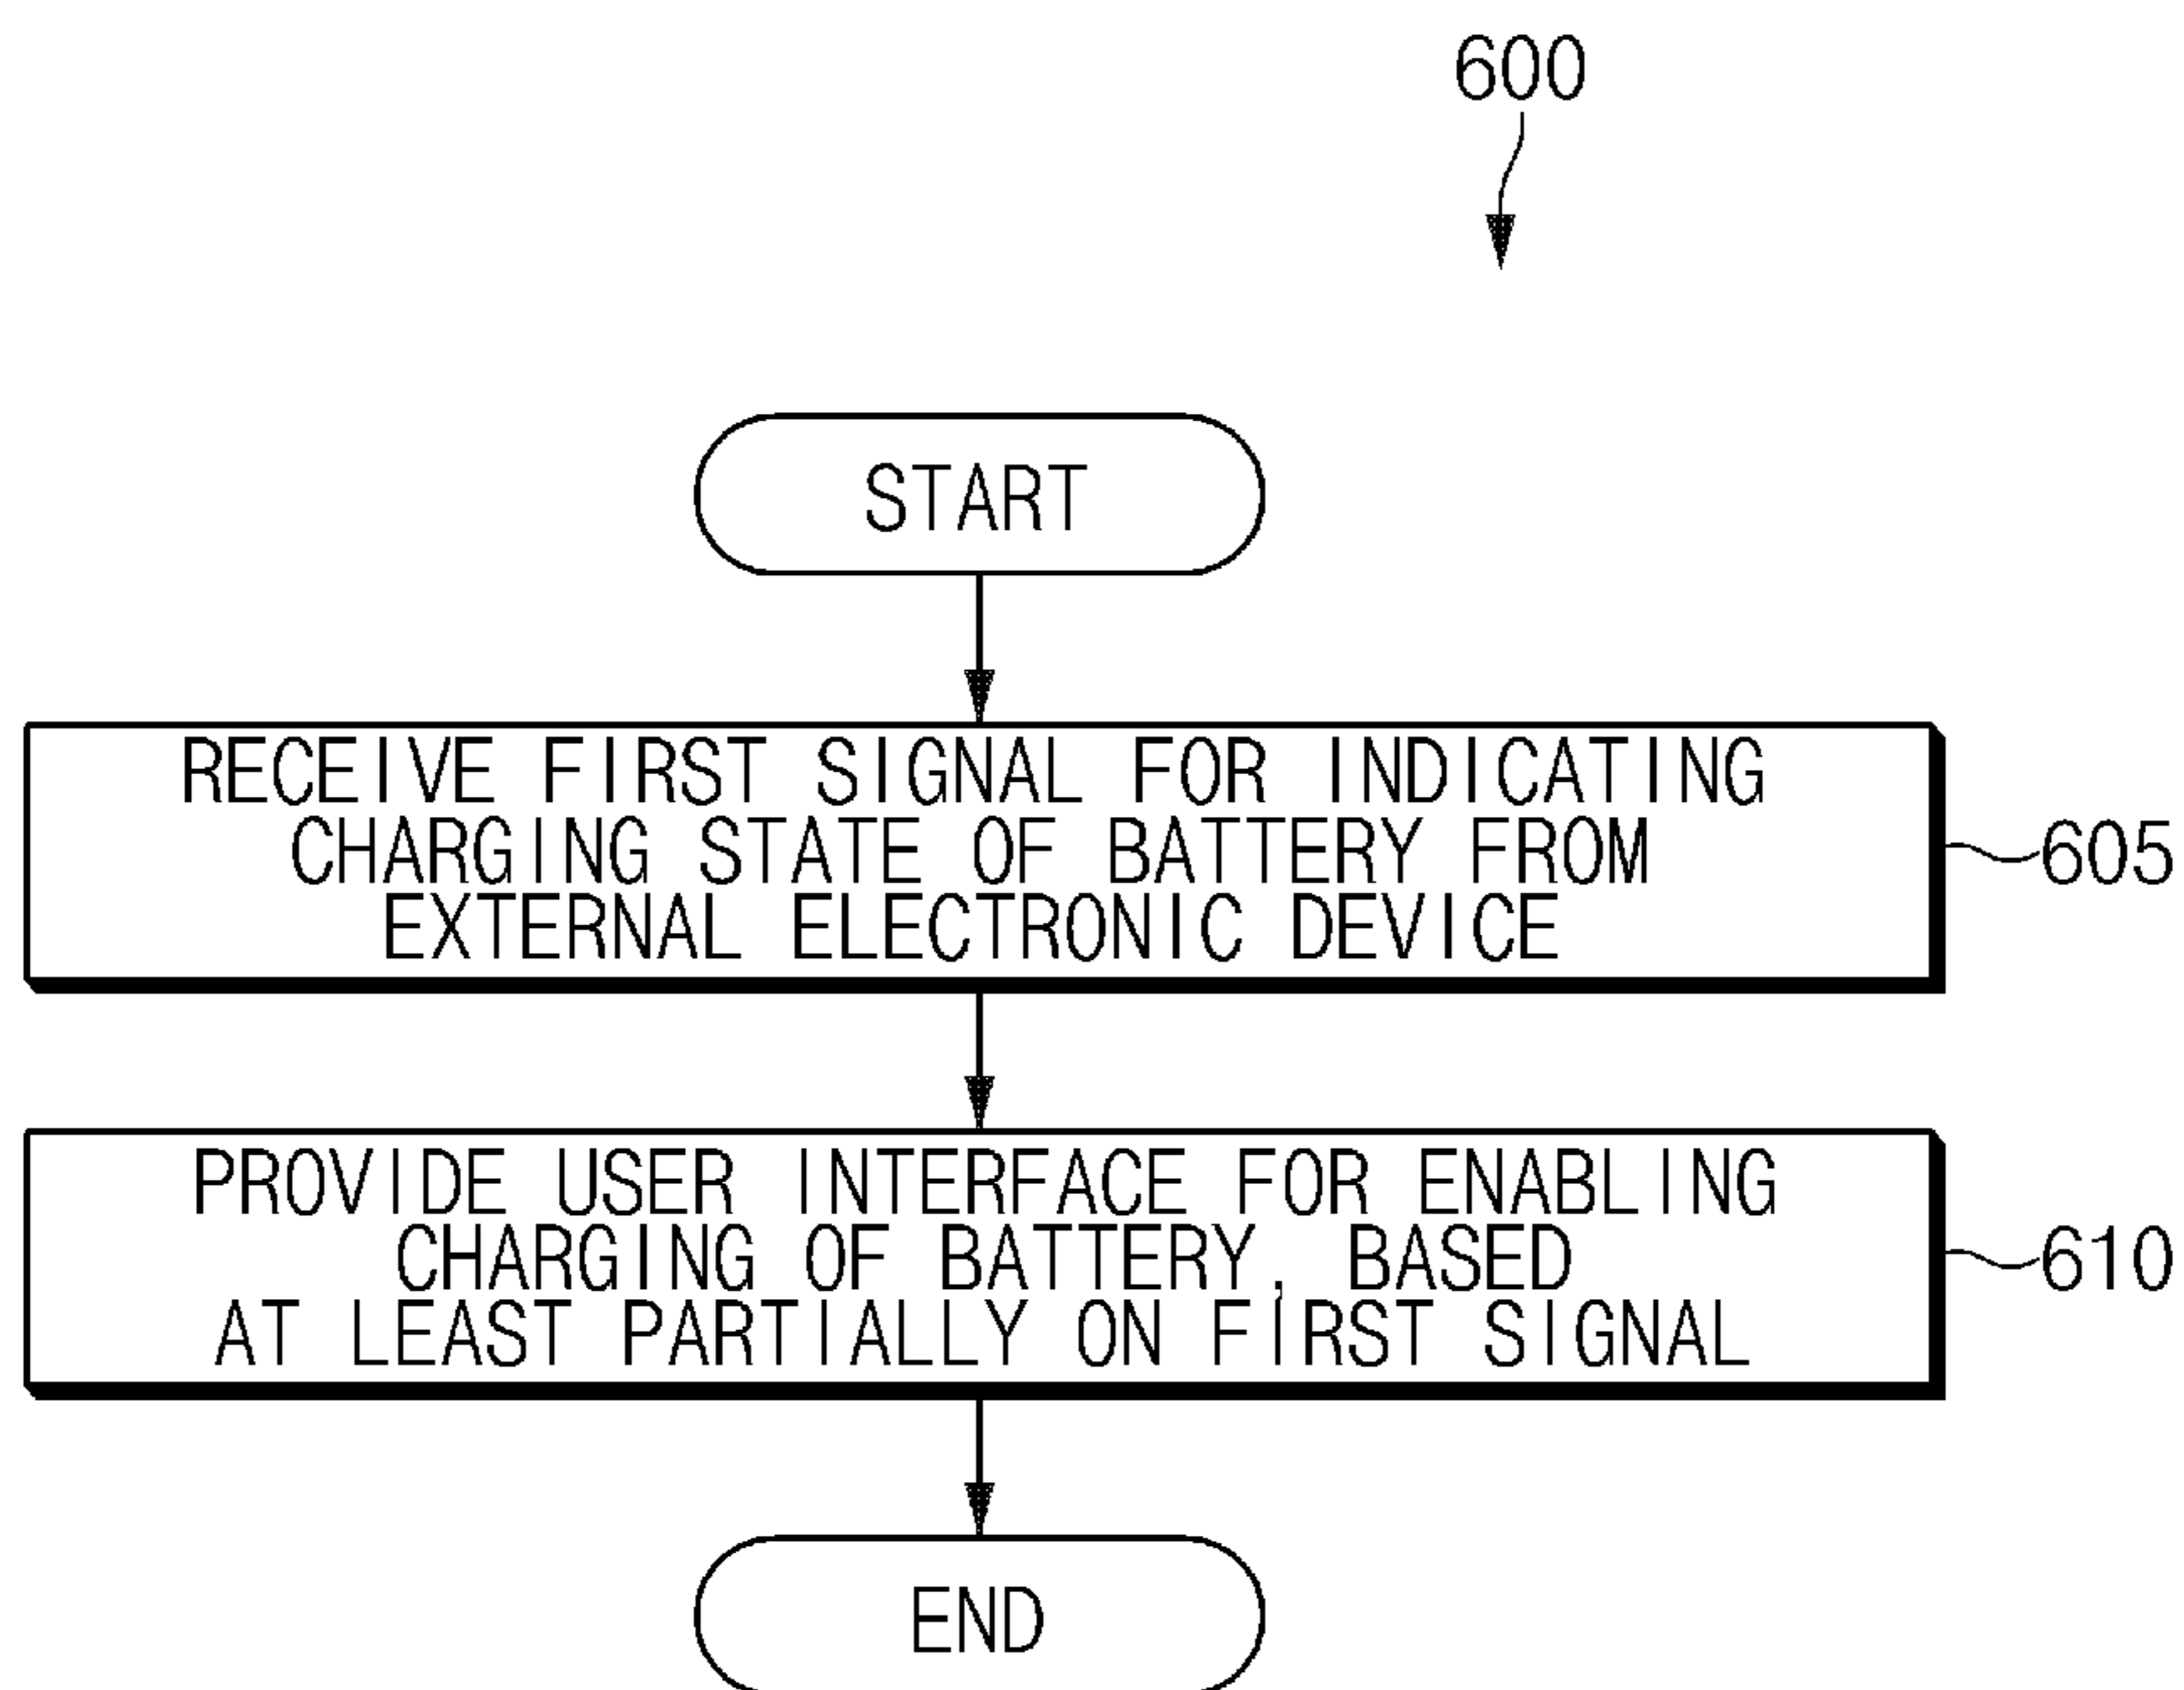 600
START
RECEIVE FIRST SIGNAL FOR INDICATING
CHARGING STATE OF BATTERY FROM
EXTERNAL ELECTRONIC DEVICE
605
PROVIDE USER INTERFACE FOR ENABLING
CHARGING OF BATTERY, BASED
AT LEAST PARTIALLY ON FIRST SIGNAL
610
END